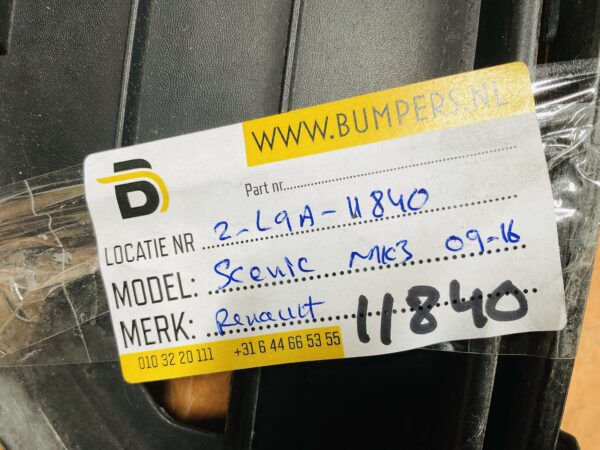 WWW.BUMPERS.NL
Part nr...
LOCATIE NR 2-L9A-11840
MODEL: Scenic MK3 09-16
MERK: Renault 11840
010 32 20 111 +31 6 44 66 53 55